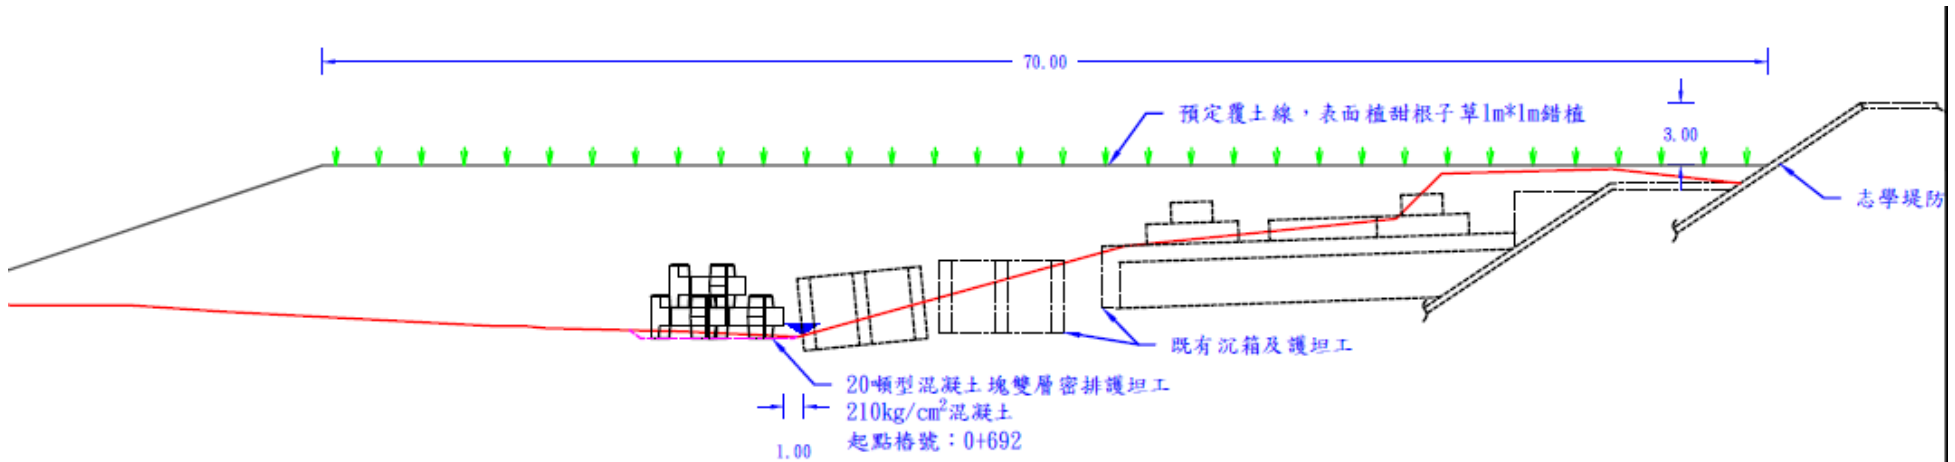 70.00
預定覆土線，表面植甜根子草1m*1m錯植
3.00
志學堤防
既有沉箱及護坦工
20噸型混凝土塊雙層密排護坦工
210kg/cm²混凝土
起點樁號：0+692
1.00